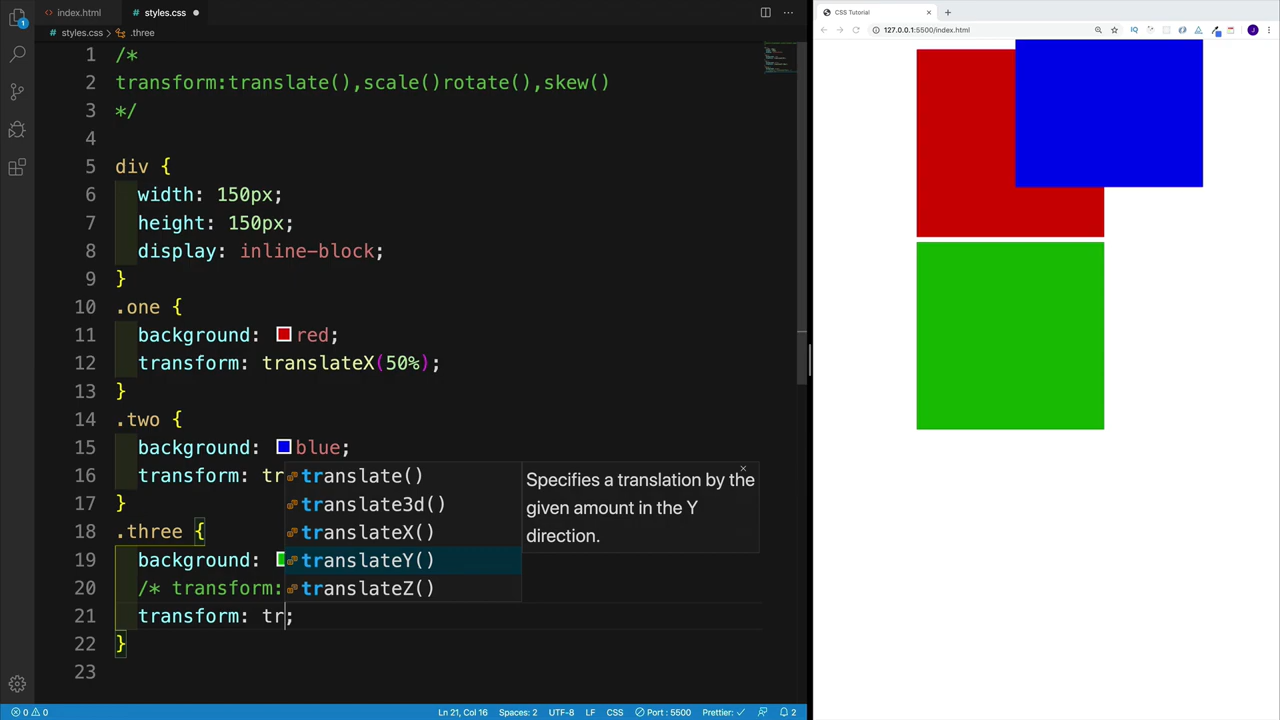 index.html
styles.css
styles.css > .three
1 /*
2 transform:translate(),scale()rotate(),skew()
3 */
4
5 div {
6 width: 150px;
7 height: 150px;
8 display: inline-block;
9 }
10 .one {
11 background: red;
12 transform: translateX(50%);
13 }
14 .two {
15 background: blue;
16 transform: tr
17 }
18 .three {
19 background:
20 /* transform:
21 transform: tr;
22 }
23
translate()
translate3d()
translateX()
translateY()
translateZ()
Specifies a translation by the
given amount in the Y
direction.
1
0 0
Ln 21, Col 16
Spaces: 2
UTF-8
LF
CSS
Port : 5500
Prettier: ✓
2
CSS Tutorial
127.0.0.1:5500/index.html
IQ
J